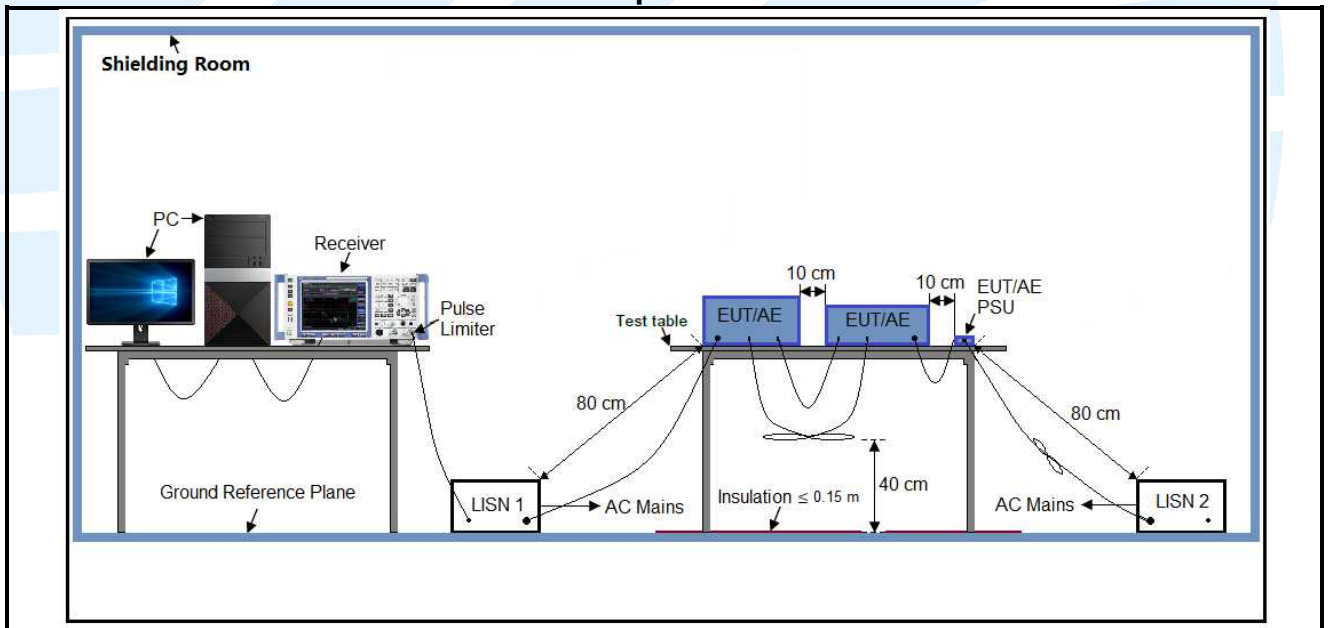 Shielding Room
PC
Receiver
Pulse
Limiter
10 cm
10 cm
EUT/AE
PSU
EUT/AE
EUT/AE
Test table
80 cm
80 cm
40 cm
Ground Reference Plane
LISN 1
AC Mains
Insulation ≤ 0.15 m
AC Mains
LISN 2